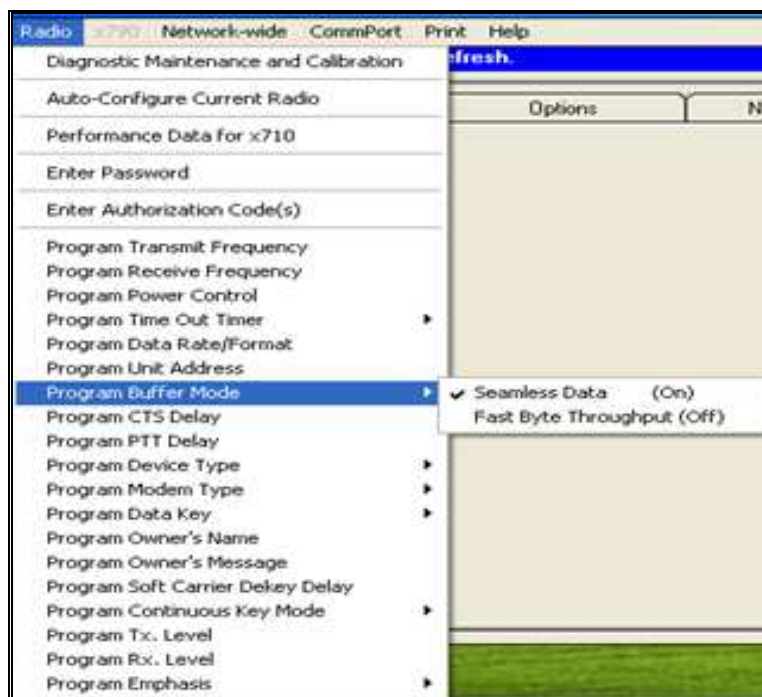 Radio x790 Network-wide CommPort Print Help
efresh.
Options N
Diagnostic Maintenance and Calibration
Auto-Configure Current Radio
Performance Data for x710
Enter Password
Enter Authorization Code(s)
Program Transmit Frequency
Program Receive Frequency
Program Power Control
Program Time Out Timer
Program Data Rate/Format
Program Unit Address
Program Buffer Mode
Seamless Data (On)
Fast Byte Throughput (Off)
Program CTS Delay
Program PTT Delay
Program Device Type
Program Modem Type
Program Data Key
Program Owner's Name
Program Owner's Message
Program Soft Carrier Dekey Delay
Program Continuous Key Mode
Program Tx. Level
Program Rx. Level
Program Emphasis